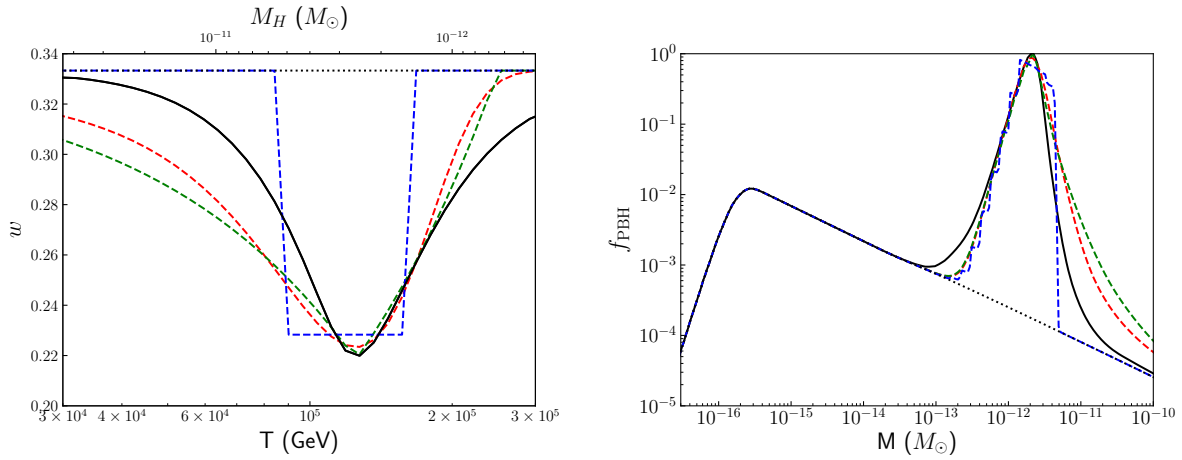 M_H (M_⊙)
10^{-11} 10^{-12}
0.34
0.32
0.30
0.28
0.26
0.24
0.22
0.20
w
3 × 10^4 4 × 10^4 6 × 10^4 10^5 2 × 10^5 3 × 10^5
T (GeV)
10^0
10^{-1}
10^{-2}
10^{-3}
10^{-4}
10^{-5}
f_{PBH}
10^{-16} 10^{-15} 10^{-14} 10^{-13} 10^{-12} 10^{-11} 10^{-10}
M (M_⊙)